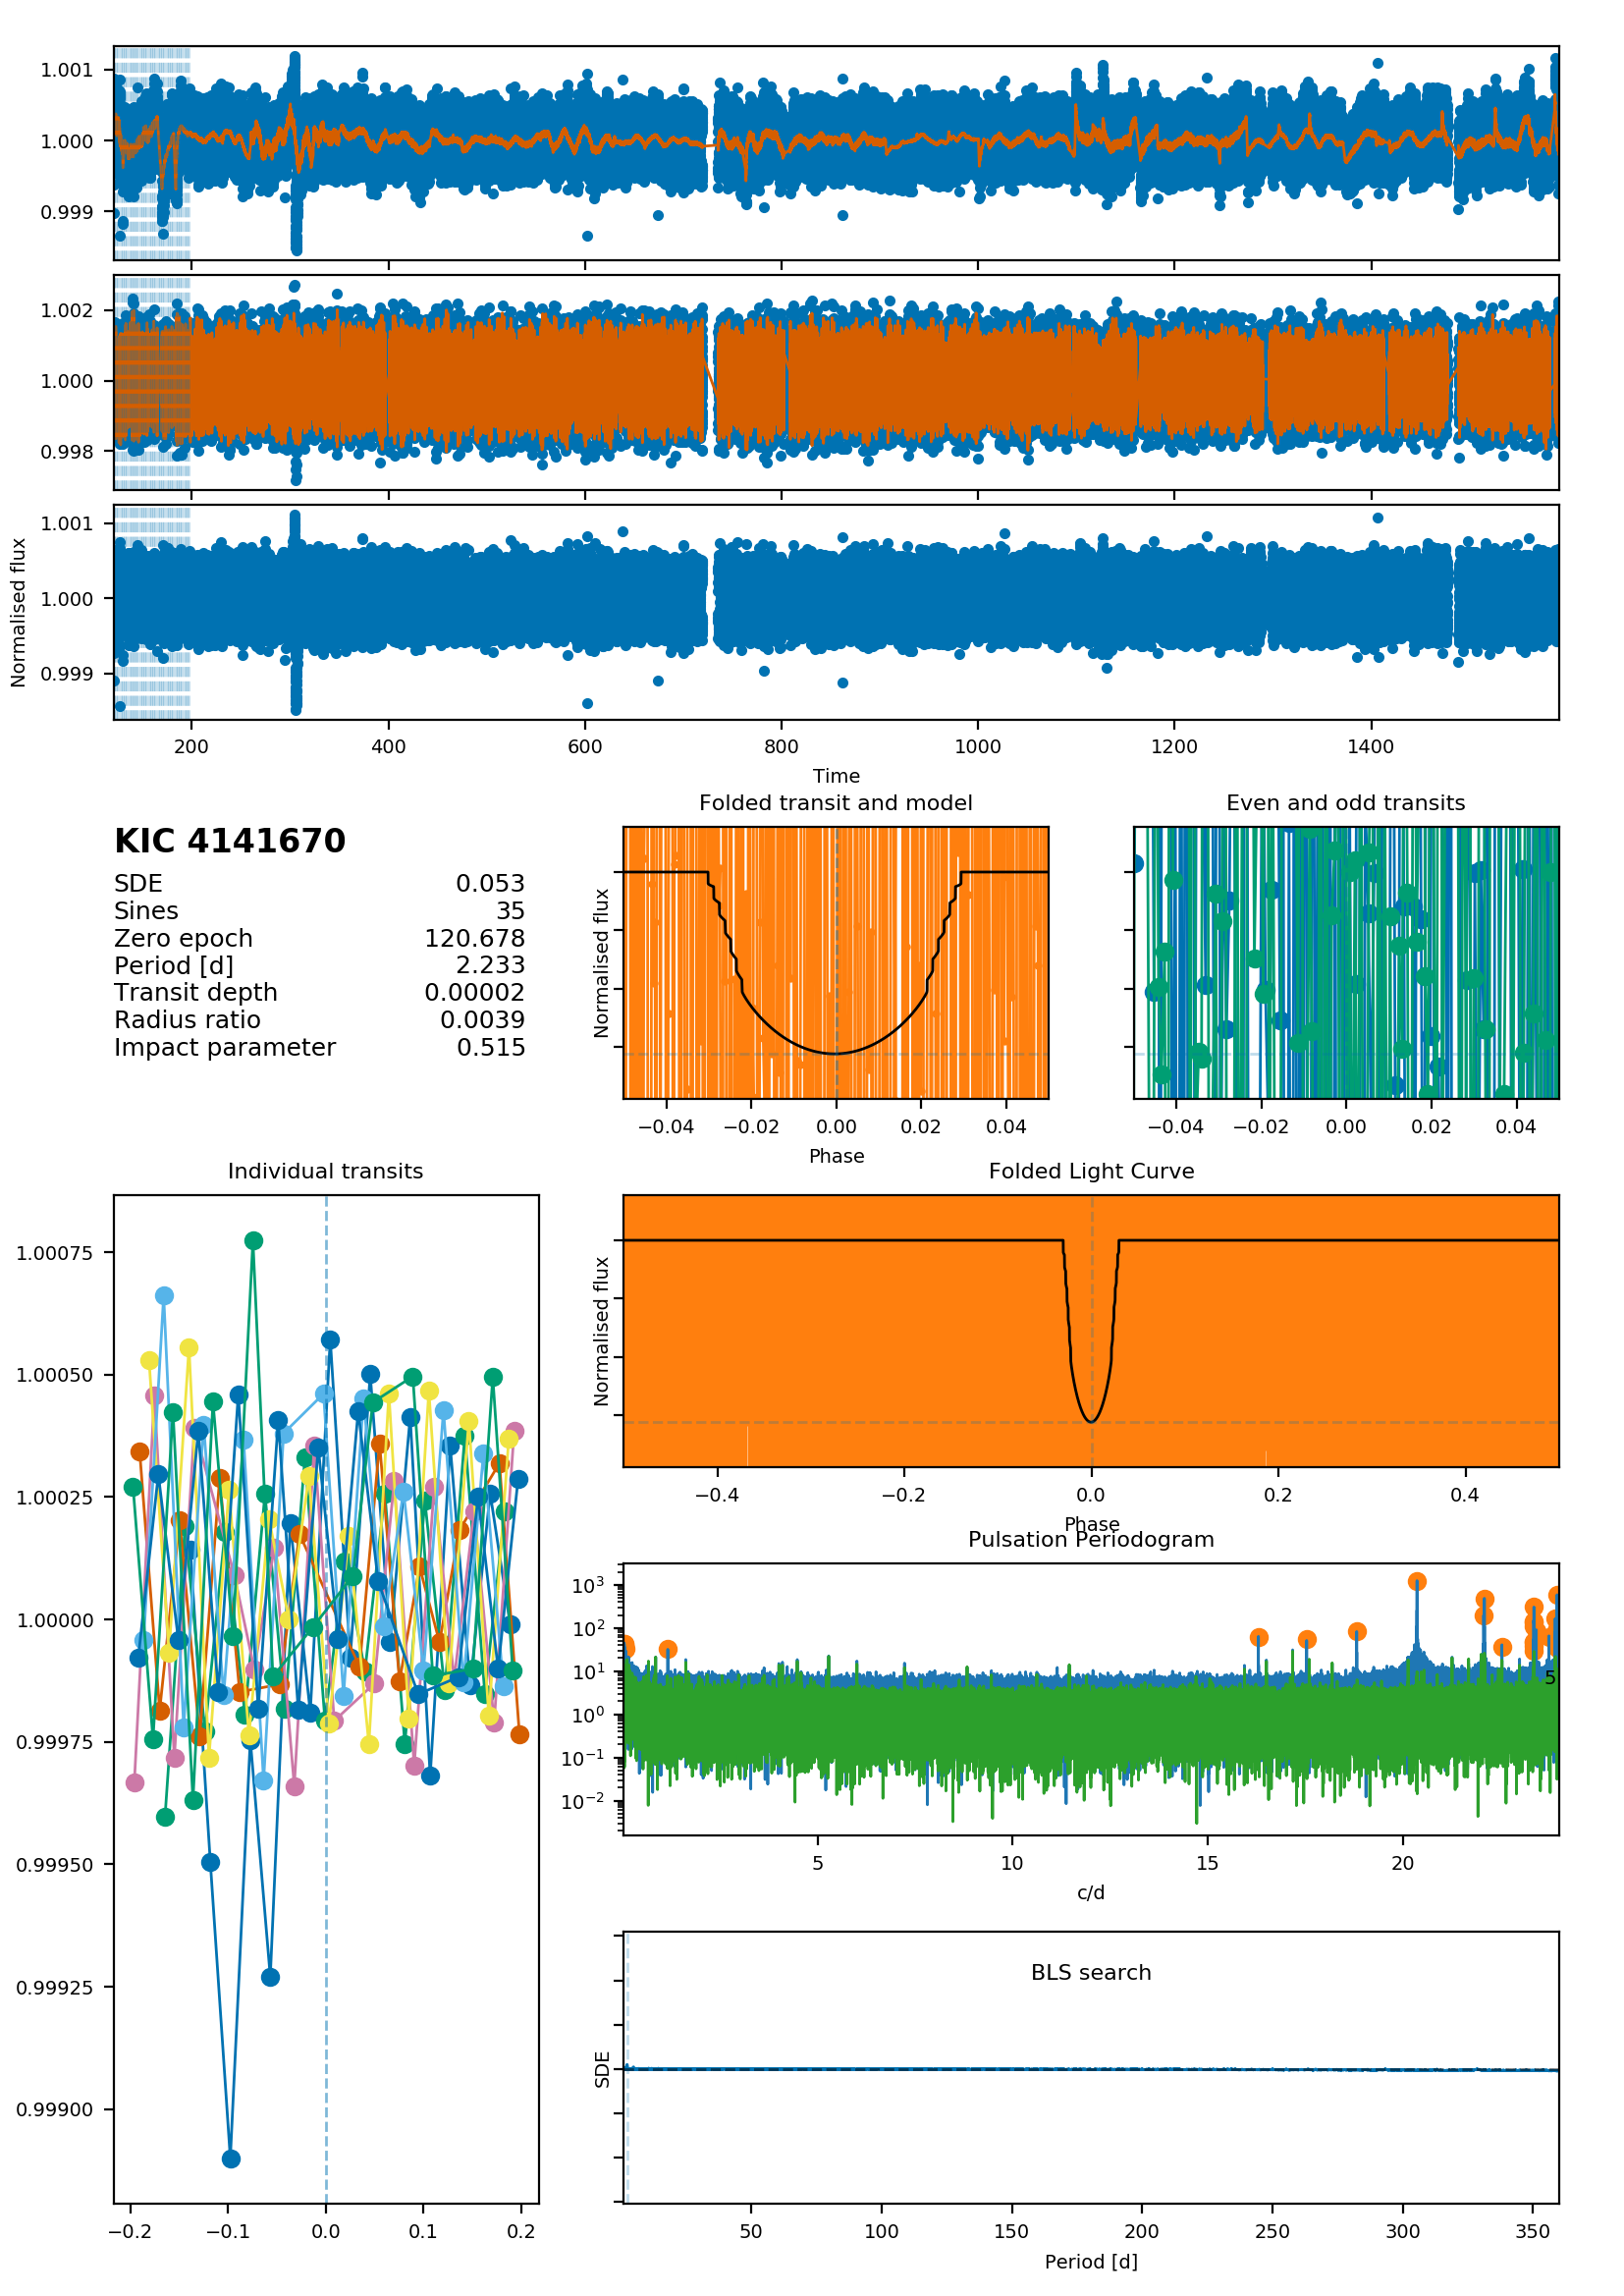 1.001
1.000
0.999
1.002
1.000
0.998
1.001
1.000
0.999
Normalised flux
200 400 600 800 1000 1200 1400
Time
KIC 4141670
SDE 0.053
Sines 35
Zero epoch 120.678
Period [d] 2.233
Transit depth 0.00002
Radius ratio 0.0039
Impact parameter 0.515
Folded transit and model
Normalised flux
−0.04 −0.02 0.00 0.02 0.04
Phase
Even and odd transits
−0.04 −0.02 0.00 0.02 0.04
Individual transits
1.00075
1.00050
1.00025
1.00000
0.99975
0.99950
0.99925
0.99900
−0.2 −0.1 0.0 0.1 0.2
Folded Light Curve
Normalised flux
−0.4 −0.2 0.0 0.2 0.4
Phase
Pulsation Periodogram
10³
10²
10¹
10⁰
10⁻¹
10⁻²
5
5 10 15 20
c/d
BLS search
SDE
50 100 150 200 250 300 350
Period [d]